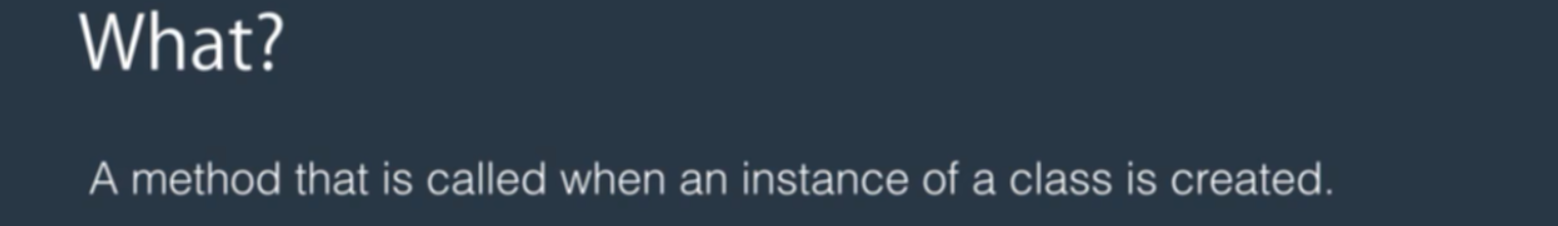 What?
A method that is called when an instance of a class is created.